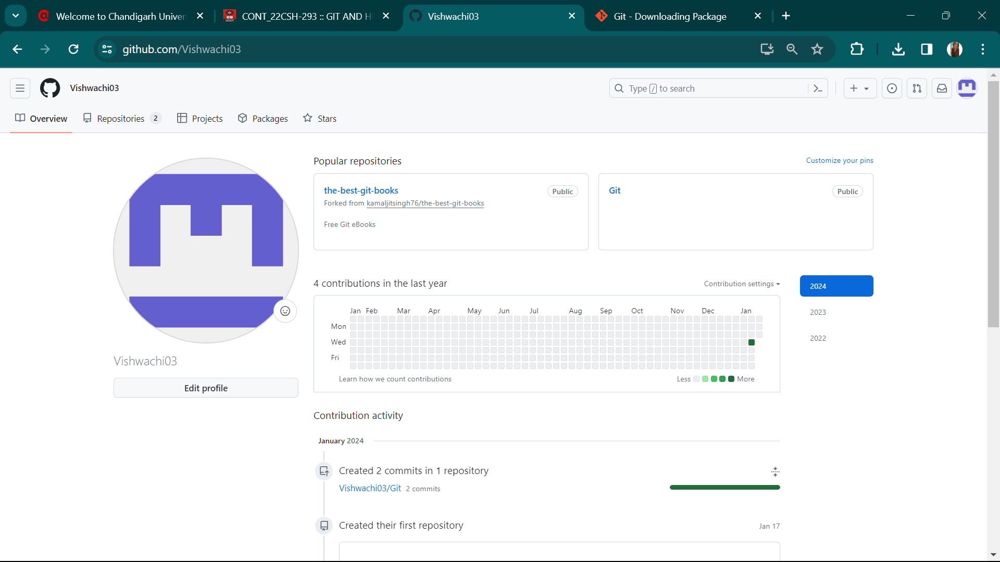 Welcome to Chandigarh Univer
CONT_22CSH-293 :: GIT AND H
Vishwachi03
Git - Downloading Package
github.com/Vishwachi03
Vishwachi03
Type / to search
Overview
Repositories 2
Projects
Packages
Stars
Popular repositories
Customize your pins
the-best-git-books
Public
Forked from kamaljitsingh76/the-best-git-books
Free Git eBooks
Git
Public
4 contributions in the last year
Contribution settings
2024
2023
2022
Jan Feb Mar Apr May Jun Jul Aug Sep Oct Nov Dec Jan
Mon
Wed
Fri
Learn how we count contributions
Less
More
Vishwachi03
Edit profile
Contribution activity
January 2024
Created 2 commits in 1 repository
Vishwachi03/Git 2 commits
Created their first repository
Jan 17